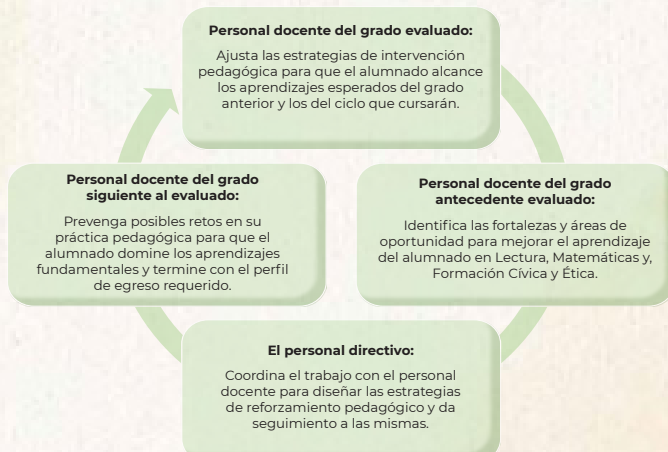 Personal docente del grado evaluado:
Ajusta las estrategias de intervención
pedagógica para que el alumnado alcance
los aprendizajes esperados del grado
anterior y los del ciclo que cursarán.
Personal docente del grado
antecedente evaluado:
Identifica las fortalezas y áreas de
oportunidad para mejorar el aprendizaje
del alumnado en Lectura, Matemáticas y,
Formación Cívica y Ética.
El personal directivo:
Coordina el trabajo con el personal
docente para diseñar las estrategias
de reforzamiento pedagógico y da
seguimiento a las mismas.
Personal docente del grado
siguiente al evaluado:
Prevenga posibles retos en su
práctica pedagógica para que el
alumnado domine los aprendizajes
fundamentales y termine con el perfil
de egreso requerido.